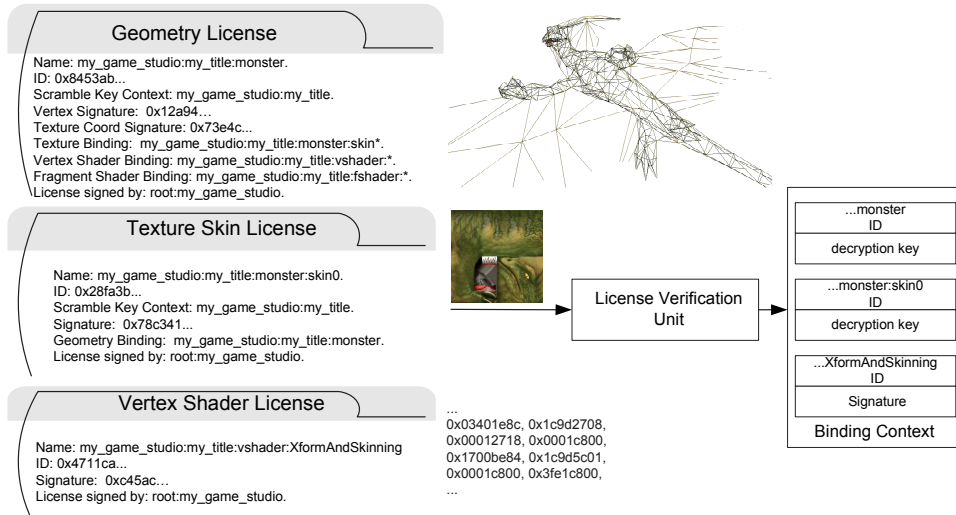 Geometry License
Name: my_game_studio:my_title:monster.
ID: 0x8453ab...
Scramble Key Context: my_game_studio:my_title.
Vertex Signature:  0x12a94…
Texture Coord Signature: 0x73e4c...
Texture Binding:  my_game_studio:my_title:monster:skin*.
Vertex Shader Binding: my_game_studio:my_title:vshader:*.
Fragment Shader Binding: my_game_studio:my_title:fshader:*.
License signed by: root:my_game_studio.
Texture Skin License
Name: my_game_studio:my_title:monster:skin0.
ID: 0x28fa3b...
Scramble Key Context: my_game_studio:my_title.
Signature:  0x78c341...
Geometry Binding:  my_game_studio:my_title:monster.
License signed by: root:my_game_studio.
Vertex Shader License
Name: my_game_studio:my_title:vshader:XformAndSkinning
ID: 0x4711ca...
Signature: 0xc45ac…
License signed by: root:my_game_studio.
...
0x03401e8c, 0x1c9d2708,
0x00012718, 0x0001c800,
0x1700be84, 0x1c9d5c01,
0x0001c800, 0x3fe1c800,
...
License Verification
Unit
...monster
ID
decryption key
...monster:skin0
ID
decryption key
...XformAndSkinning
ID
Signature
Binding Context